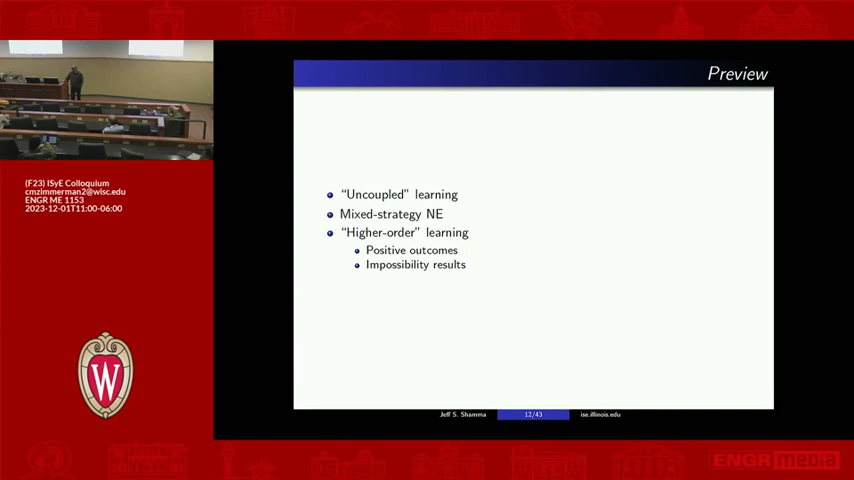 Preview
“Uncoupled” learning
Mixed-strategy NE
“Higher-order” learning
Positive outcomes
Impossibility results
Jeff S. Shamma
12/43
ise.illinois.edu
(F23) ISyE Colloquium
cmzimmerman2@wisc.edu
ENGR ME 1153
2023-12-01T11:00-06:00
W
ENGR media